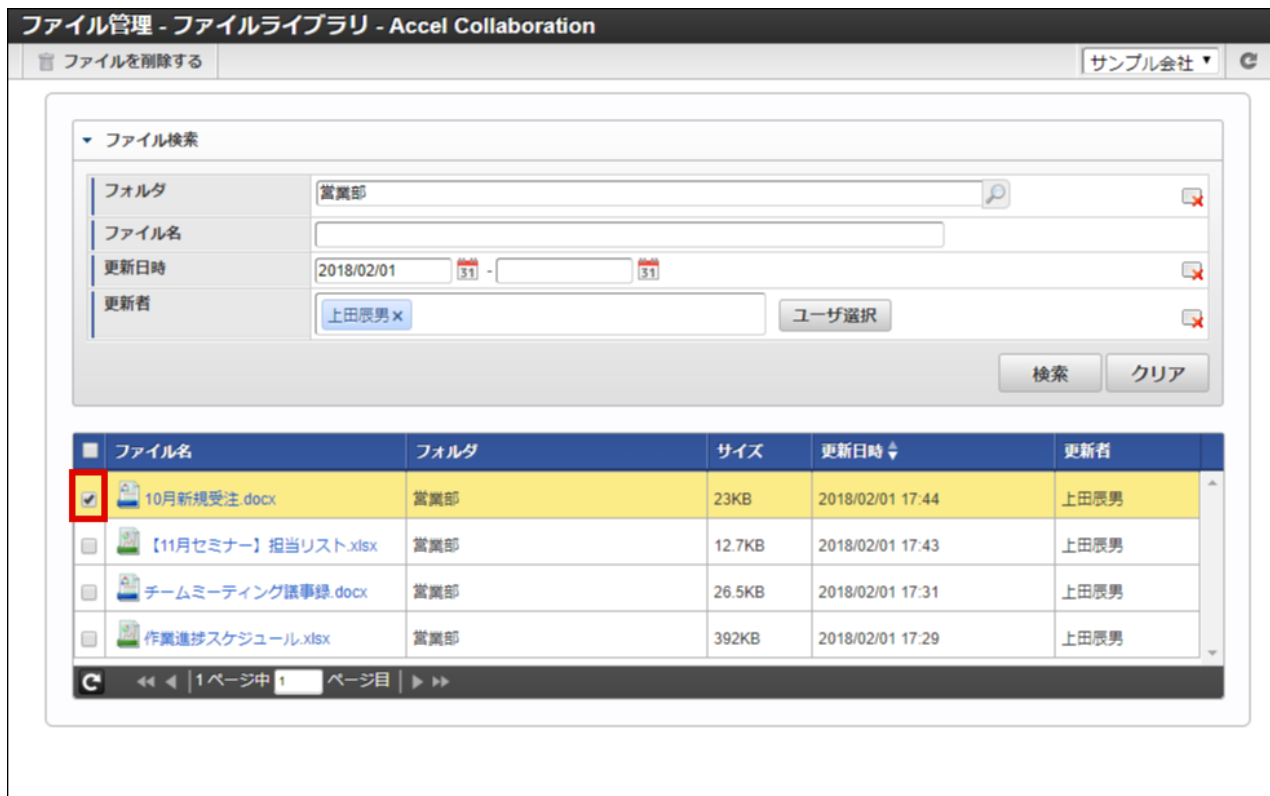 ファイル管理 - ファイルライブラリ - Accel Collaboration
ファイルを削除する サンプル会社
ファイル検索
フォルダ 営業部
ファイル名
更新日時 2018/02/01 31 - 31
更新者 上田辰男× ユーザ選択
検索 クリア
ファイル名 フォルダ サイズ 更新日時 更新者
10月新規受注.docx 営業部 23KB 2018/02/01 17:44 上田辰男
【11月セミナー】担当リスト.xlsx 営業部 12.7KB 2018/02/01 17:43 上田辰男
チームミーティング議事録.docx 営業部 26.5KB 2018/02/01 17:31 上田辰男
作業進捗スケジュール.xlsx 営業部 392KB 2018/02/01 17:29 上田辰男
1 ページ中 1 ページ目